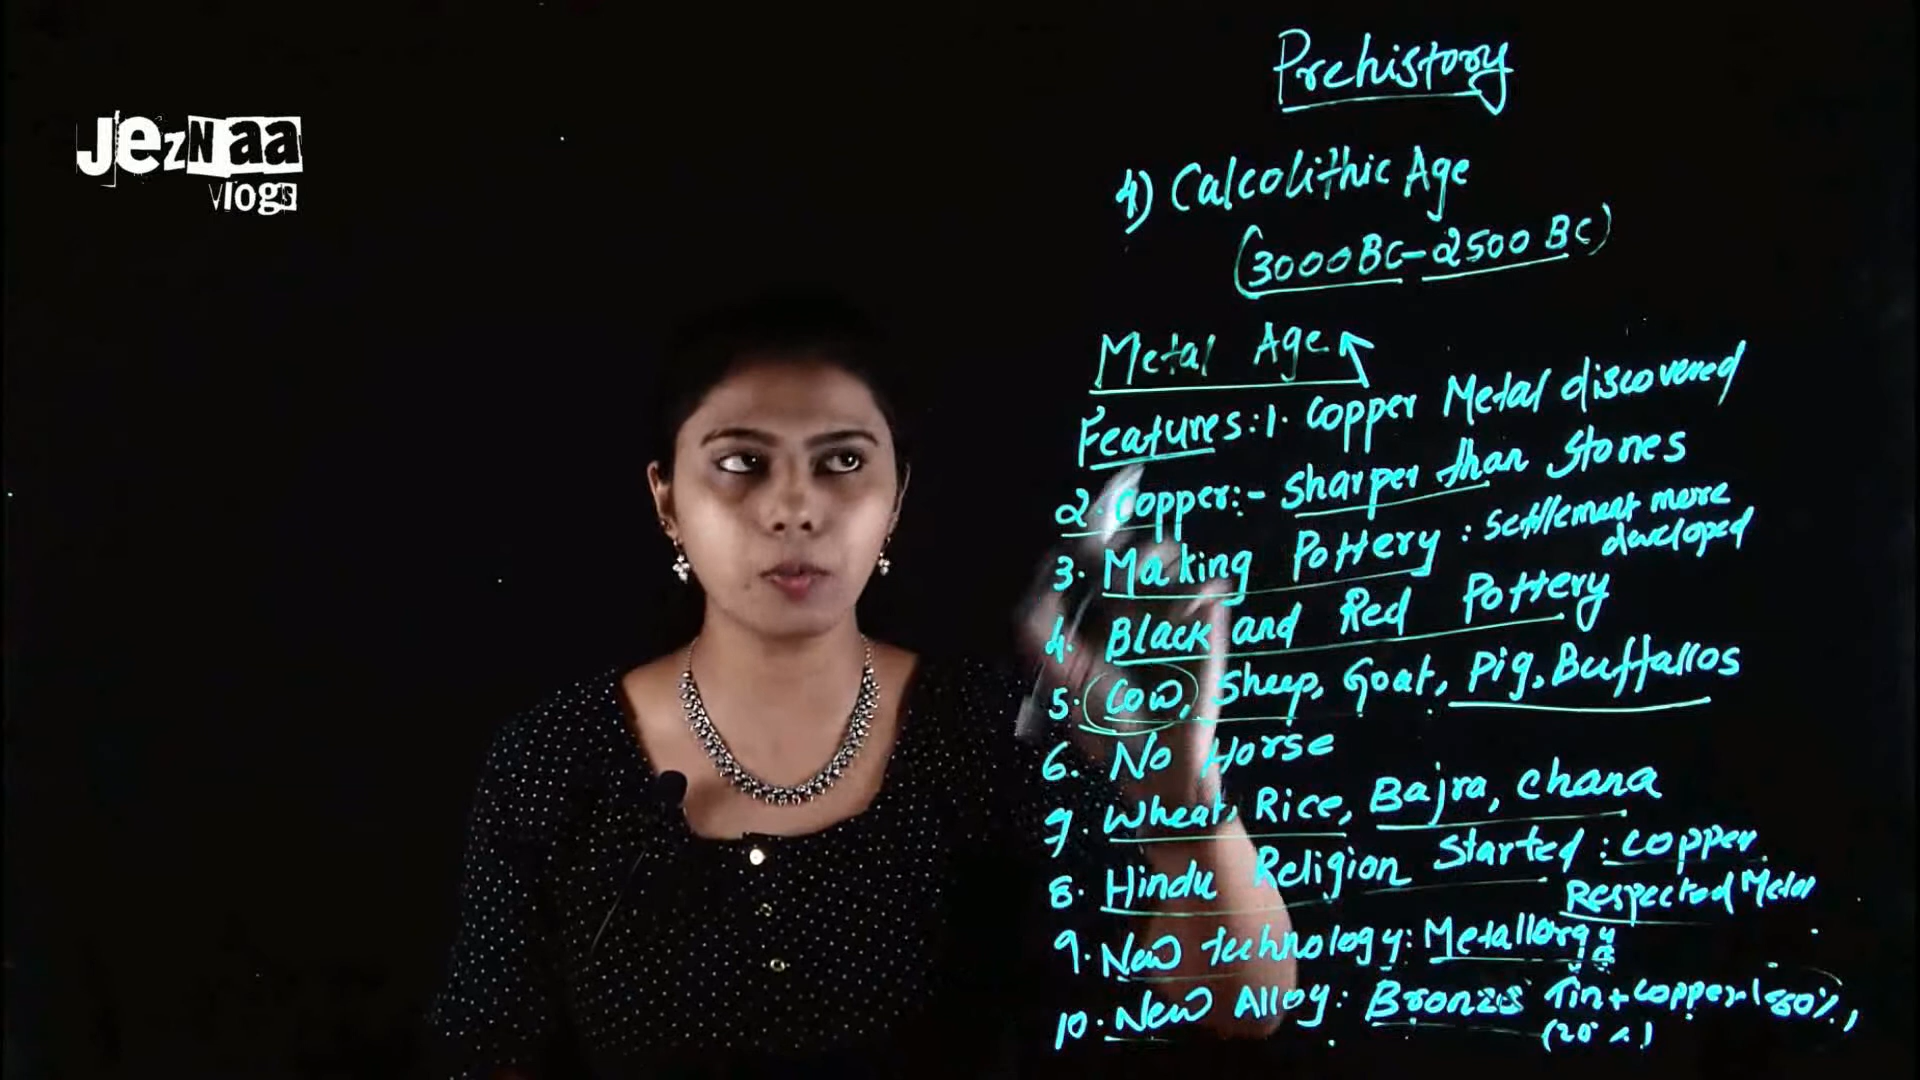 JEZNAA
vlogs
Prehistory
4) Calcolithic Age
(3000BC-2500 BC)
Metal Age
Features:1. Copper Metal discovered
2. Copper:- Sharper than Stones
3. Making Pottery : Settlement more
developed
4. Black and Red Pottery
5. Cow, Sheep, Goat, Pig, Buffallos
6. No Horse
7. Wheat, Rice, Bajra, Chana
8. Hindu Religion Started : Copper
Respected Metal
9. New technology: Metallorgy
10. New Alloy: Bronze Tin+Copper(80%)
(20%)